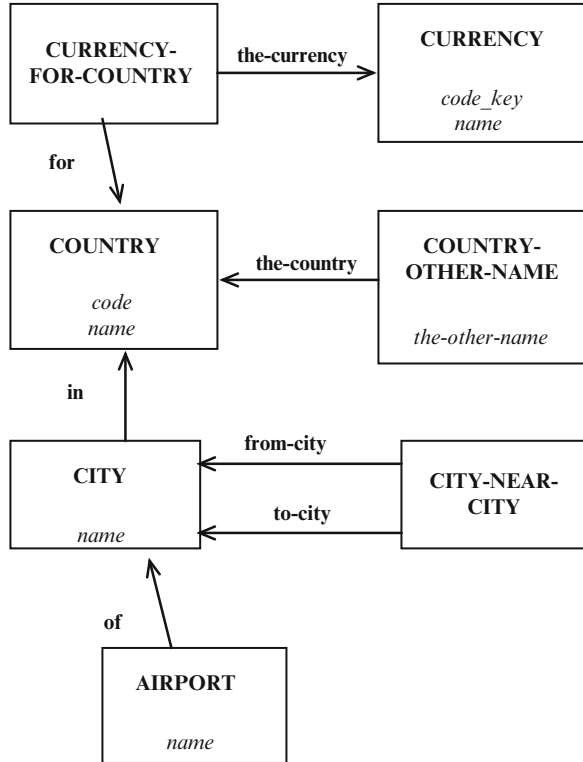 CURRENCY-
FOR-COUNTRY
the-currency
CURRENCY
code_key
name
for
COUNTRY
code
name
the-country
COUNTRY-
OTHER-NAME
the-other-name
in
CITY
name
from-city
to-city
CITY-NEAR-
CITY
of
AIRPORT
name